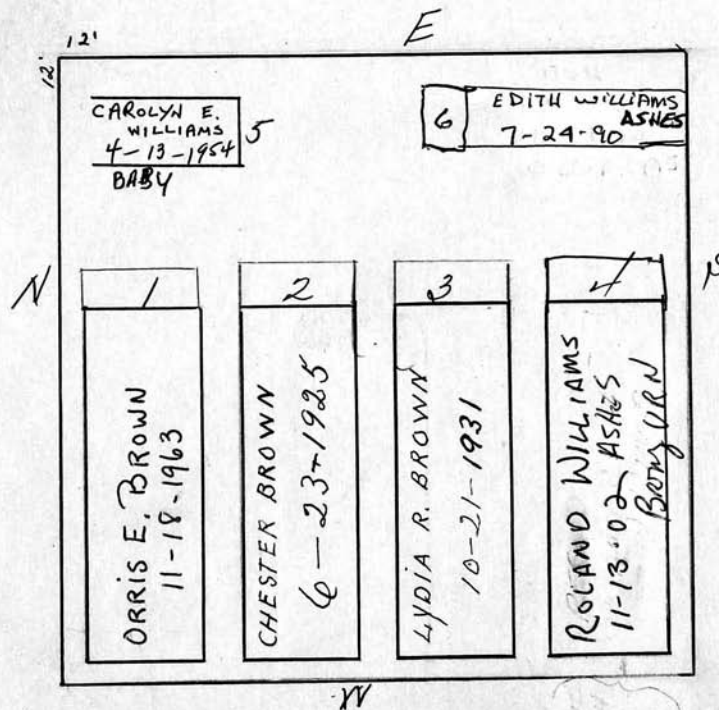 E
12'
12'
CAROLYN E.
WILLIAMS
4-13-1954
BABY
5
6
EDITH WILLIAMS
ASHES
7-24-90
N
1
ORRIS E. BROWN
11-18-1963
2
CHESTER BROWN
6-23-1925
3
LYDIA R. BROWN
10-21-1931
4
ROLAND WILLIAMS
11-13-02 ASHES
URN
W